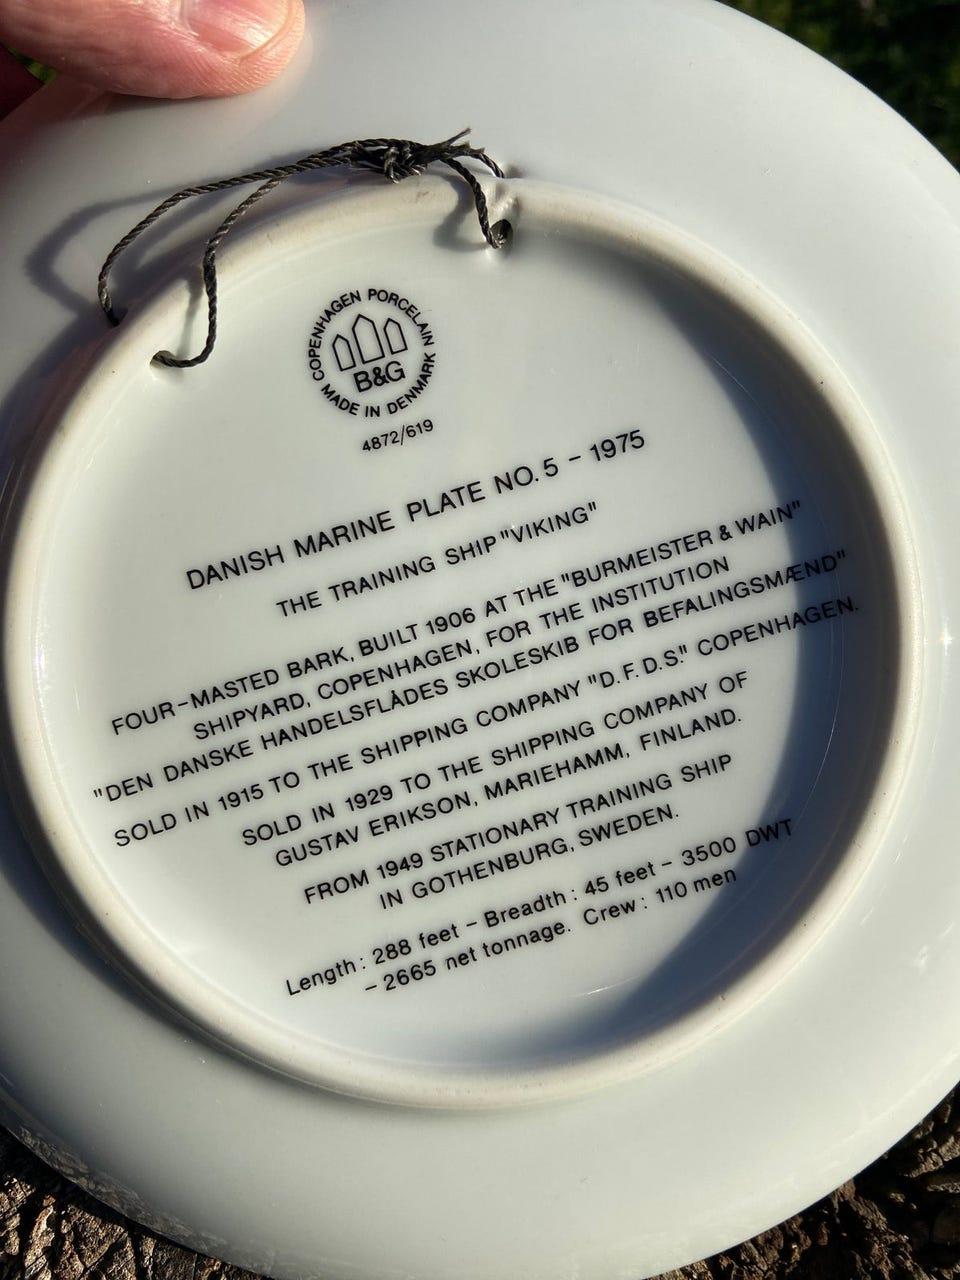 COPENHAGEN PORCELAIN
B&G
MADE IN DENMARK
4872/619
DANISH MARINE PLATE NO. 5 – 1975
THE TRAINING SHIP "VIKING"
FOUR-MASTED BARK, BUILT 1906 AT THE "BURMEISTER & WAIN"
SHIPYARD, COPENHAGEN, FOR THE INSTITUTION
"DEN DANSKE HANDELSFLÅDES SKOLESKIB FOR BEFALINGSMÆND"
SOLD IN 1915 TO THE SHIPPING COMPANY "D.F.D.S." COPENHAGEN.
SOLD IN 1929 TO THE SHIPPING COMPANY OF
GUSTAV ERIKSON, MARIEHAMM, FINLAND.
FROM 1949 STATIONARY TRAINING SHIP
IN GOTHENBURG, SWEDEN.
Length: 288 feet – Breadth: 45 feet – 3500 DWT
– 2665 net tonnage. Crew: 110 men